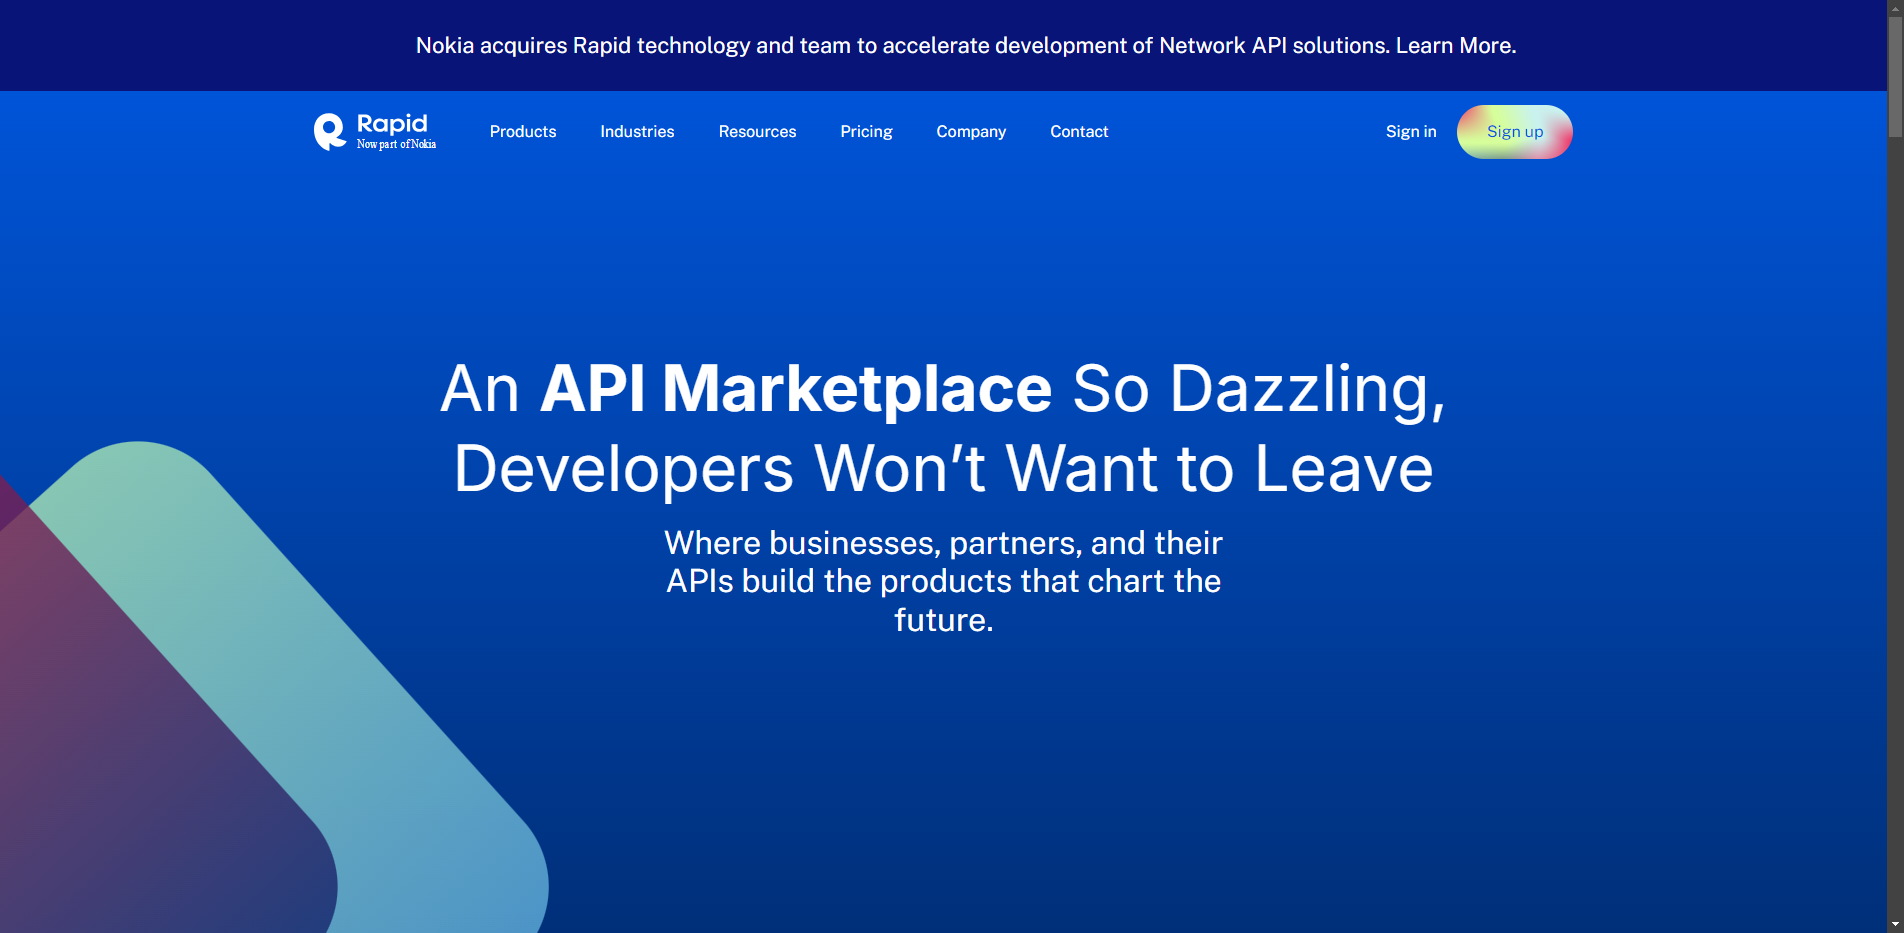 Nokia acquires Rapid technology and team to accelerate development of Network API solutions. Learn More.
Rapid
Now part of Nokia
Products
Industries
Resources
Pricing
Company
Contact
Sign in
Sign up
An API Marketplace So Dazzling,
Developers Won’t Want to Leave
Where businesses, partners, and their
APIs build the products that chart the
future.